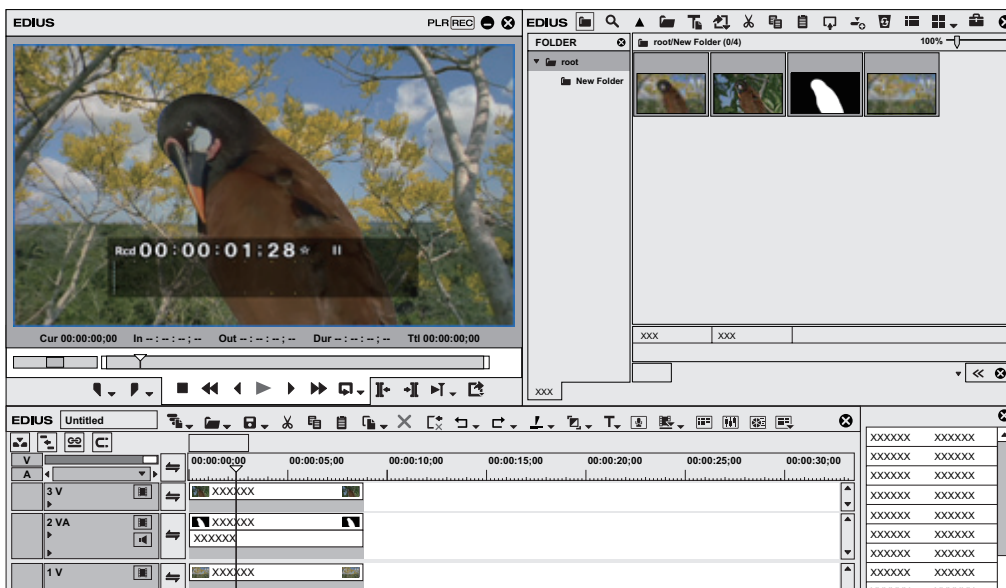 EDIUS
PLR REC
Rcd 00:00:01;28
Cur 00:00:00;00 In --:--:--;-- Out --:--:--;-- Dur --:--:--;-- Ttl 00:00:00;00
EDIUS
FOLDER
root
New Folder
root/New Folder (0/4)
100%
xxx xxx
xxx
EDIUS Untitled
V
A
00:00:00;00 00:00:05;00 00:00:10;00 00:00:15;00 00:00:20;00 00:00:25;00 00:00:30;00
3 V
XXXXXX
2 VA
XXXXXX
XXXXXX
1 V
XXXXXX
XXXXXX XXXXXX
XXXXXX XXXXXX
XXXXXX XXXXXX
XXXXXX XXXXXX
XXXXXX XXXXXX
XXXXXX XXXXXX
XXXXXX XXXXXX
XXXXXX XXXXXX